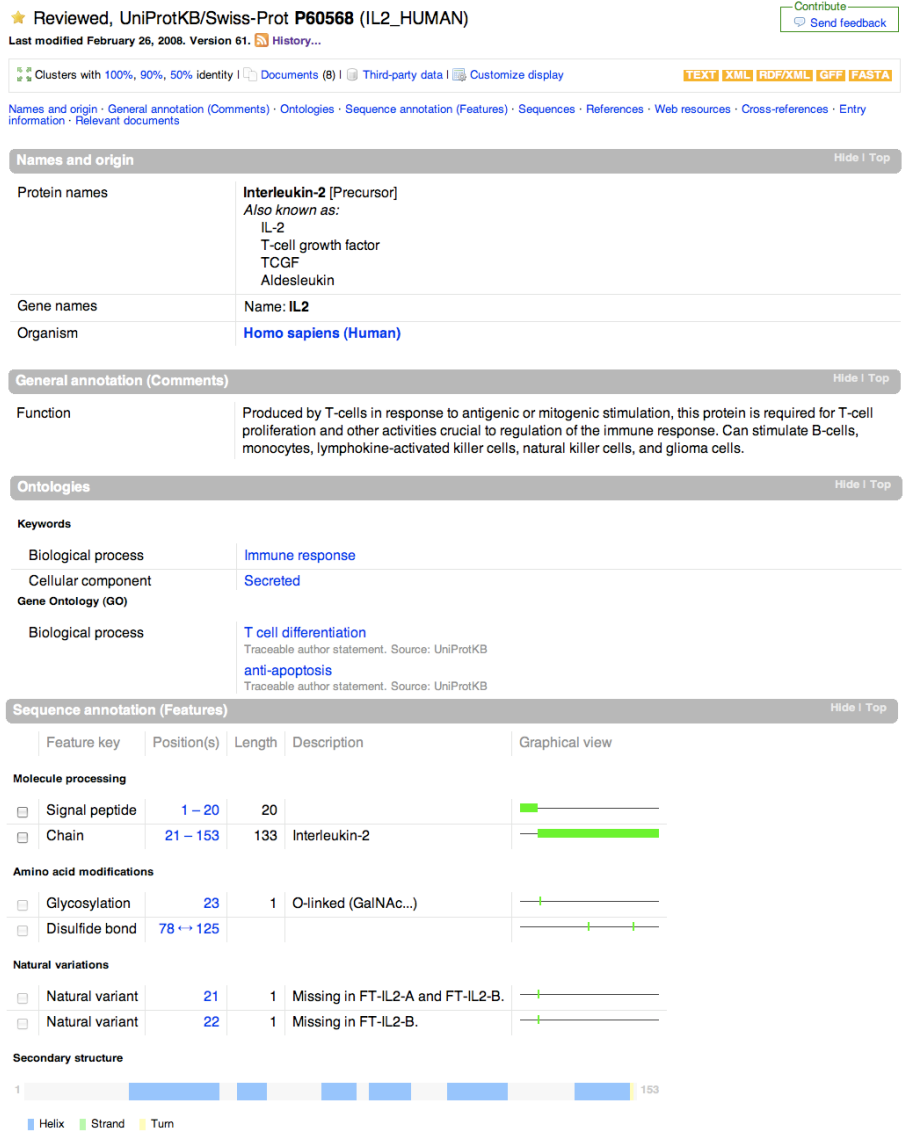 Reviewed, UniProtKB/Swiss-Prot P60568 (IL2_HUMAN)
Contribute
Send feedback
Last modified February 26, 2008. Version 61. History...
Clusters with 100%, 90%, 50% identity | Documents (8) | Third-party data | Customize display
TEXT XML RDF/XML GFF FASTA
Names and origin · General annotation (Comments) · Ontologies · Sequence annotation (Features) · Sequences · References · Web resources · Cross-references · Entry
information · Relevant documents
Names and origin Hide | Top
Protein names Interleukin-2 [Precursor]
Also known as:
IL-2
T-cell growth factor
TCGF
Aldesleukin
Gene names Name: IL2
Organism Homo sapiens (Human)
General annotation (Comments) Hide | Top
Function Produced by T-cells in response to antigenic or mitogenic stimulation, this protein is required for T-cell
proliferation and other activities crucial to regulation of the immune response. Can stimulate B-cells,
monocytes, lymphokine-activated killer cells, natural killer cells, and glioma cells.
Ontologies Hide | Top
Keywords
Biological process Immune response
Cellular component Secreted
Gene Ontology (GO)
Biological process T cell differentiation
Traceable author statement. Source: UniProtKB
anti-apoptosis
Traceable author statement. Source: UniProtKB
Sequence annotation (Features) Hide | Top
Feature key Position(s) Length Description Graphical view
Molecule processing
Signal peptide 1 – 20 20
Chain 21 – 153 133 Interleukin-2
Amino acid modifications
Glycosylation 23 1 O-linked (GalNAc...)
Disulfide bond 78 ↔ 125
Natural variations
Natural variant 21 1 Missing in FT-IL2-A and FT-IL2-B.
Natural variant 22 1 Missing in FT-IL2-B.
Secondary structure
1 153
Helix Strand Turn